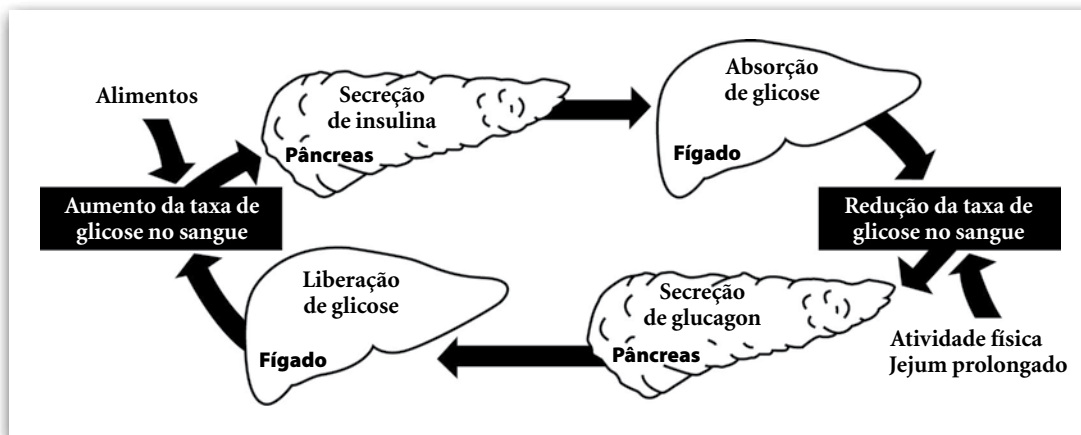 Alimentos
Secreção
de insulina
Pâncreas
Absorção
de glicose
Fígado
Aumento da taxa de
glicose no sangue
Redução da taxa de
glicose no sangue
Liberação
de glicose
Fígado
Secreção
de glucagon
Pâncreas
Atividade física
Jejum prolongado